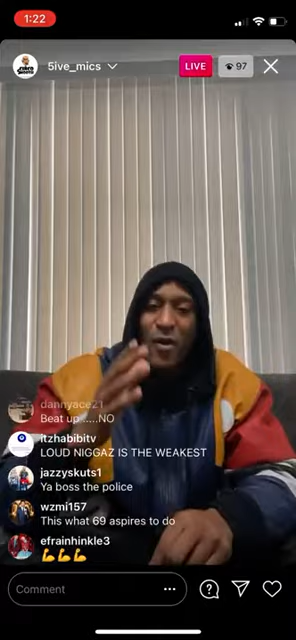 1:22
5ive_mics
LIVE
97
dannyace21
Beat up.....NO
itzhabibitv
LOUD NIGGAZ IS THE WEAKEST
jazzyskuts1
Ya boss the police
wzmi157
This what 69 aspires to do
efrainhinkle3
💪💪💪
Comment